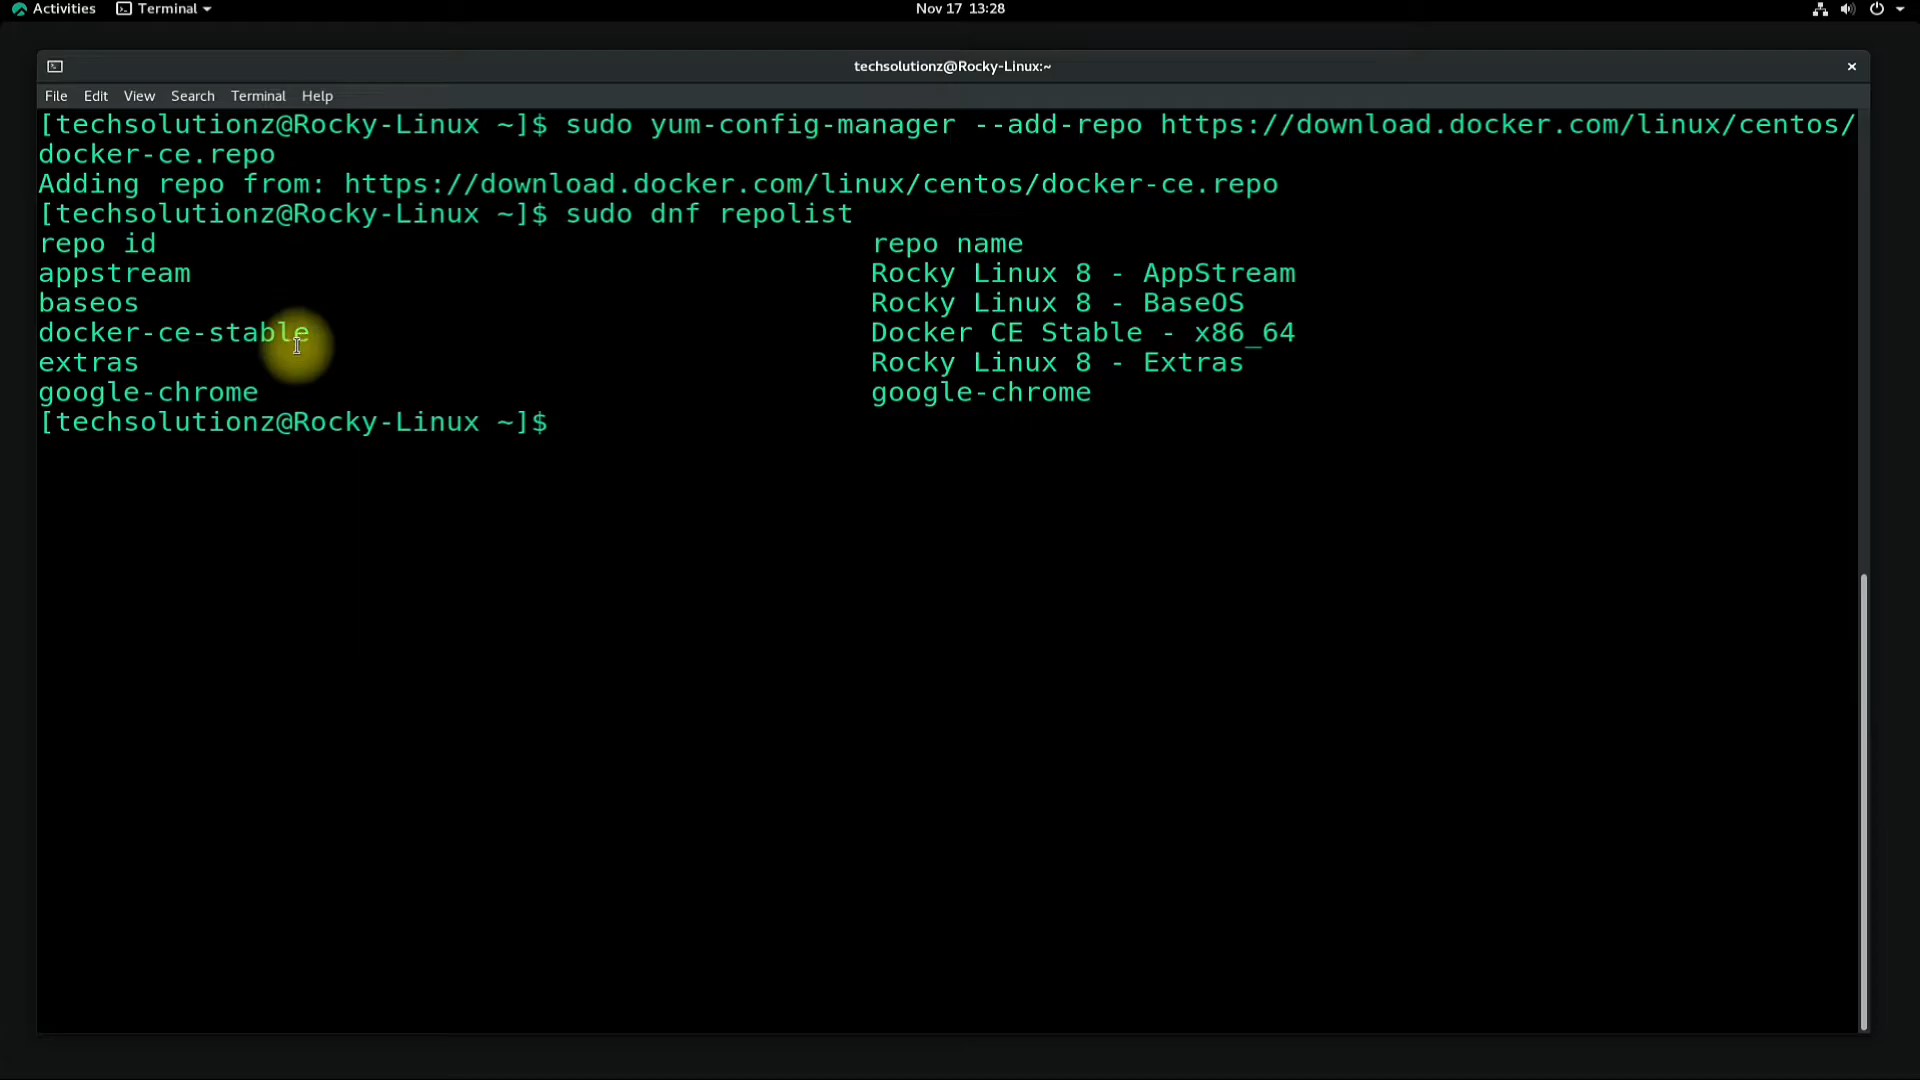 Activities Terminal Nov 17 13:28
techsolutionz@Rocky-Linux:~
File Edit View Search Terminal Help
[techsolutionz@Rocky-Linux ~]$ sudo yum-config-manager --add-repo https://download.docker.com/linux/centos/
docker-ce.repo
Adding repo from: https://download.docker.com/linux/centos/docker-ce.repo
[techsolutionz@Rocky-Linux ~]$ sudo dnf repolist
repo id repo name
appstream Rocky Linux 8 - AppStream
baseos Rocky Linux 8 - BaseOS
docker-ce-stable Docker CE Stable - x86_64
extras Rocky Linux 8 - Extras
google-chrome google-chrome
[techsolutionz@Rocky-Linux ~]$